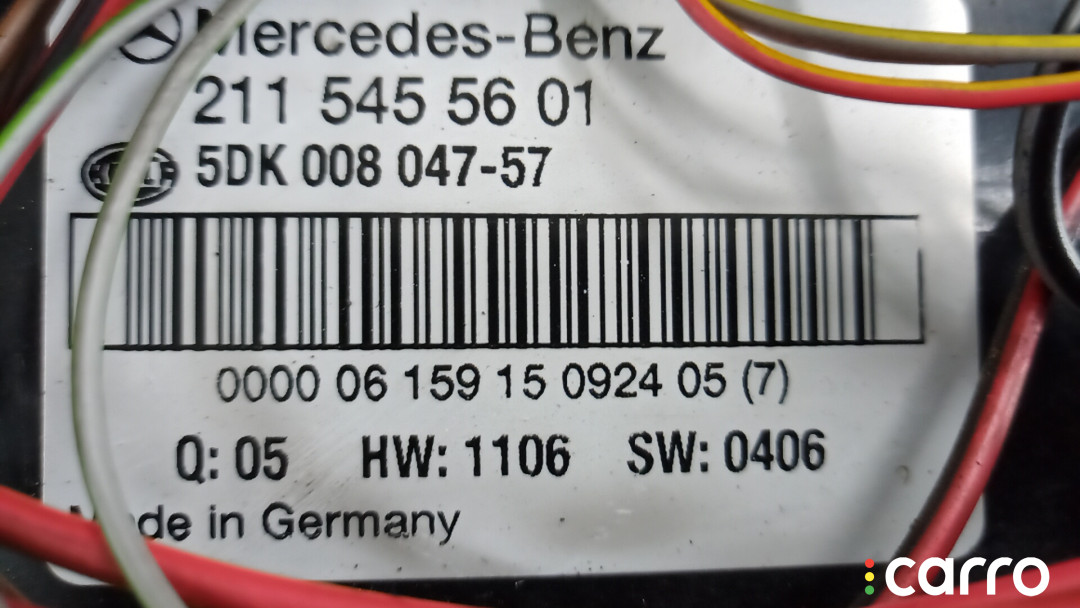 Mercedes-Benz
211 545 56 01
5DK 008 047-57
0000 06 159 15 0924 05 (7)
Q: 05 HW: 1106 SW: 0406
Made in Germany
carro